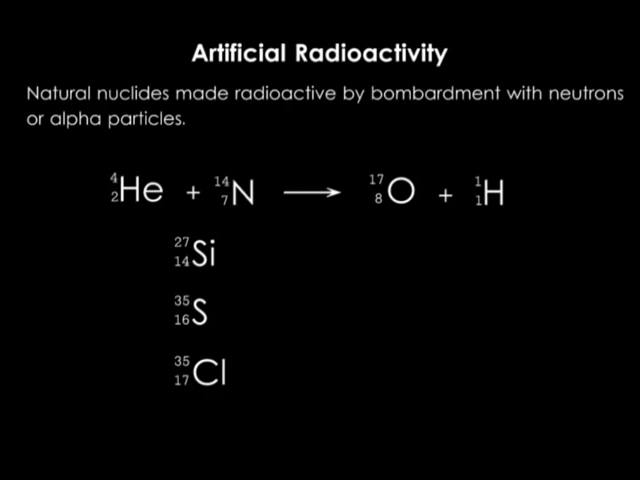 Artificial Radioactivity
Natural nuclides made radioactive by bombardment with neutrons
or alpha particles.
⁴₂He + ¹⁴₇N ⟶ ¹⁷₈O + ¹₁H
²⁷₁₄Si
³⁵₁₆S
³⁵₁₇Cl